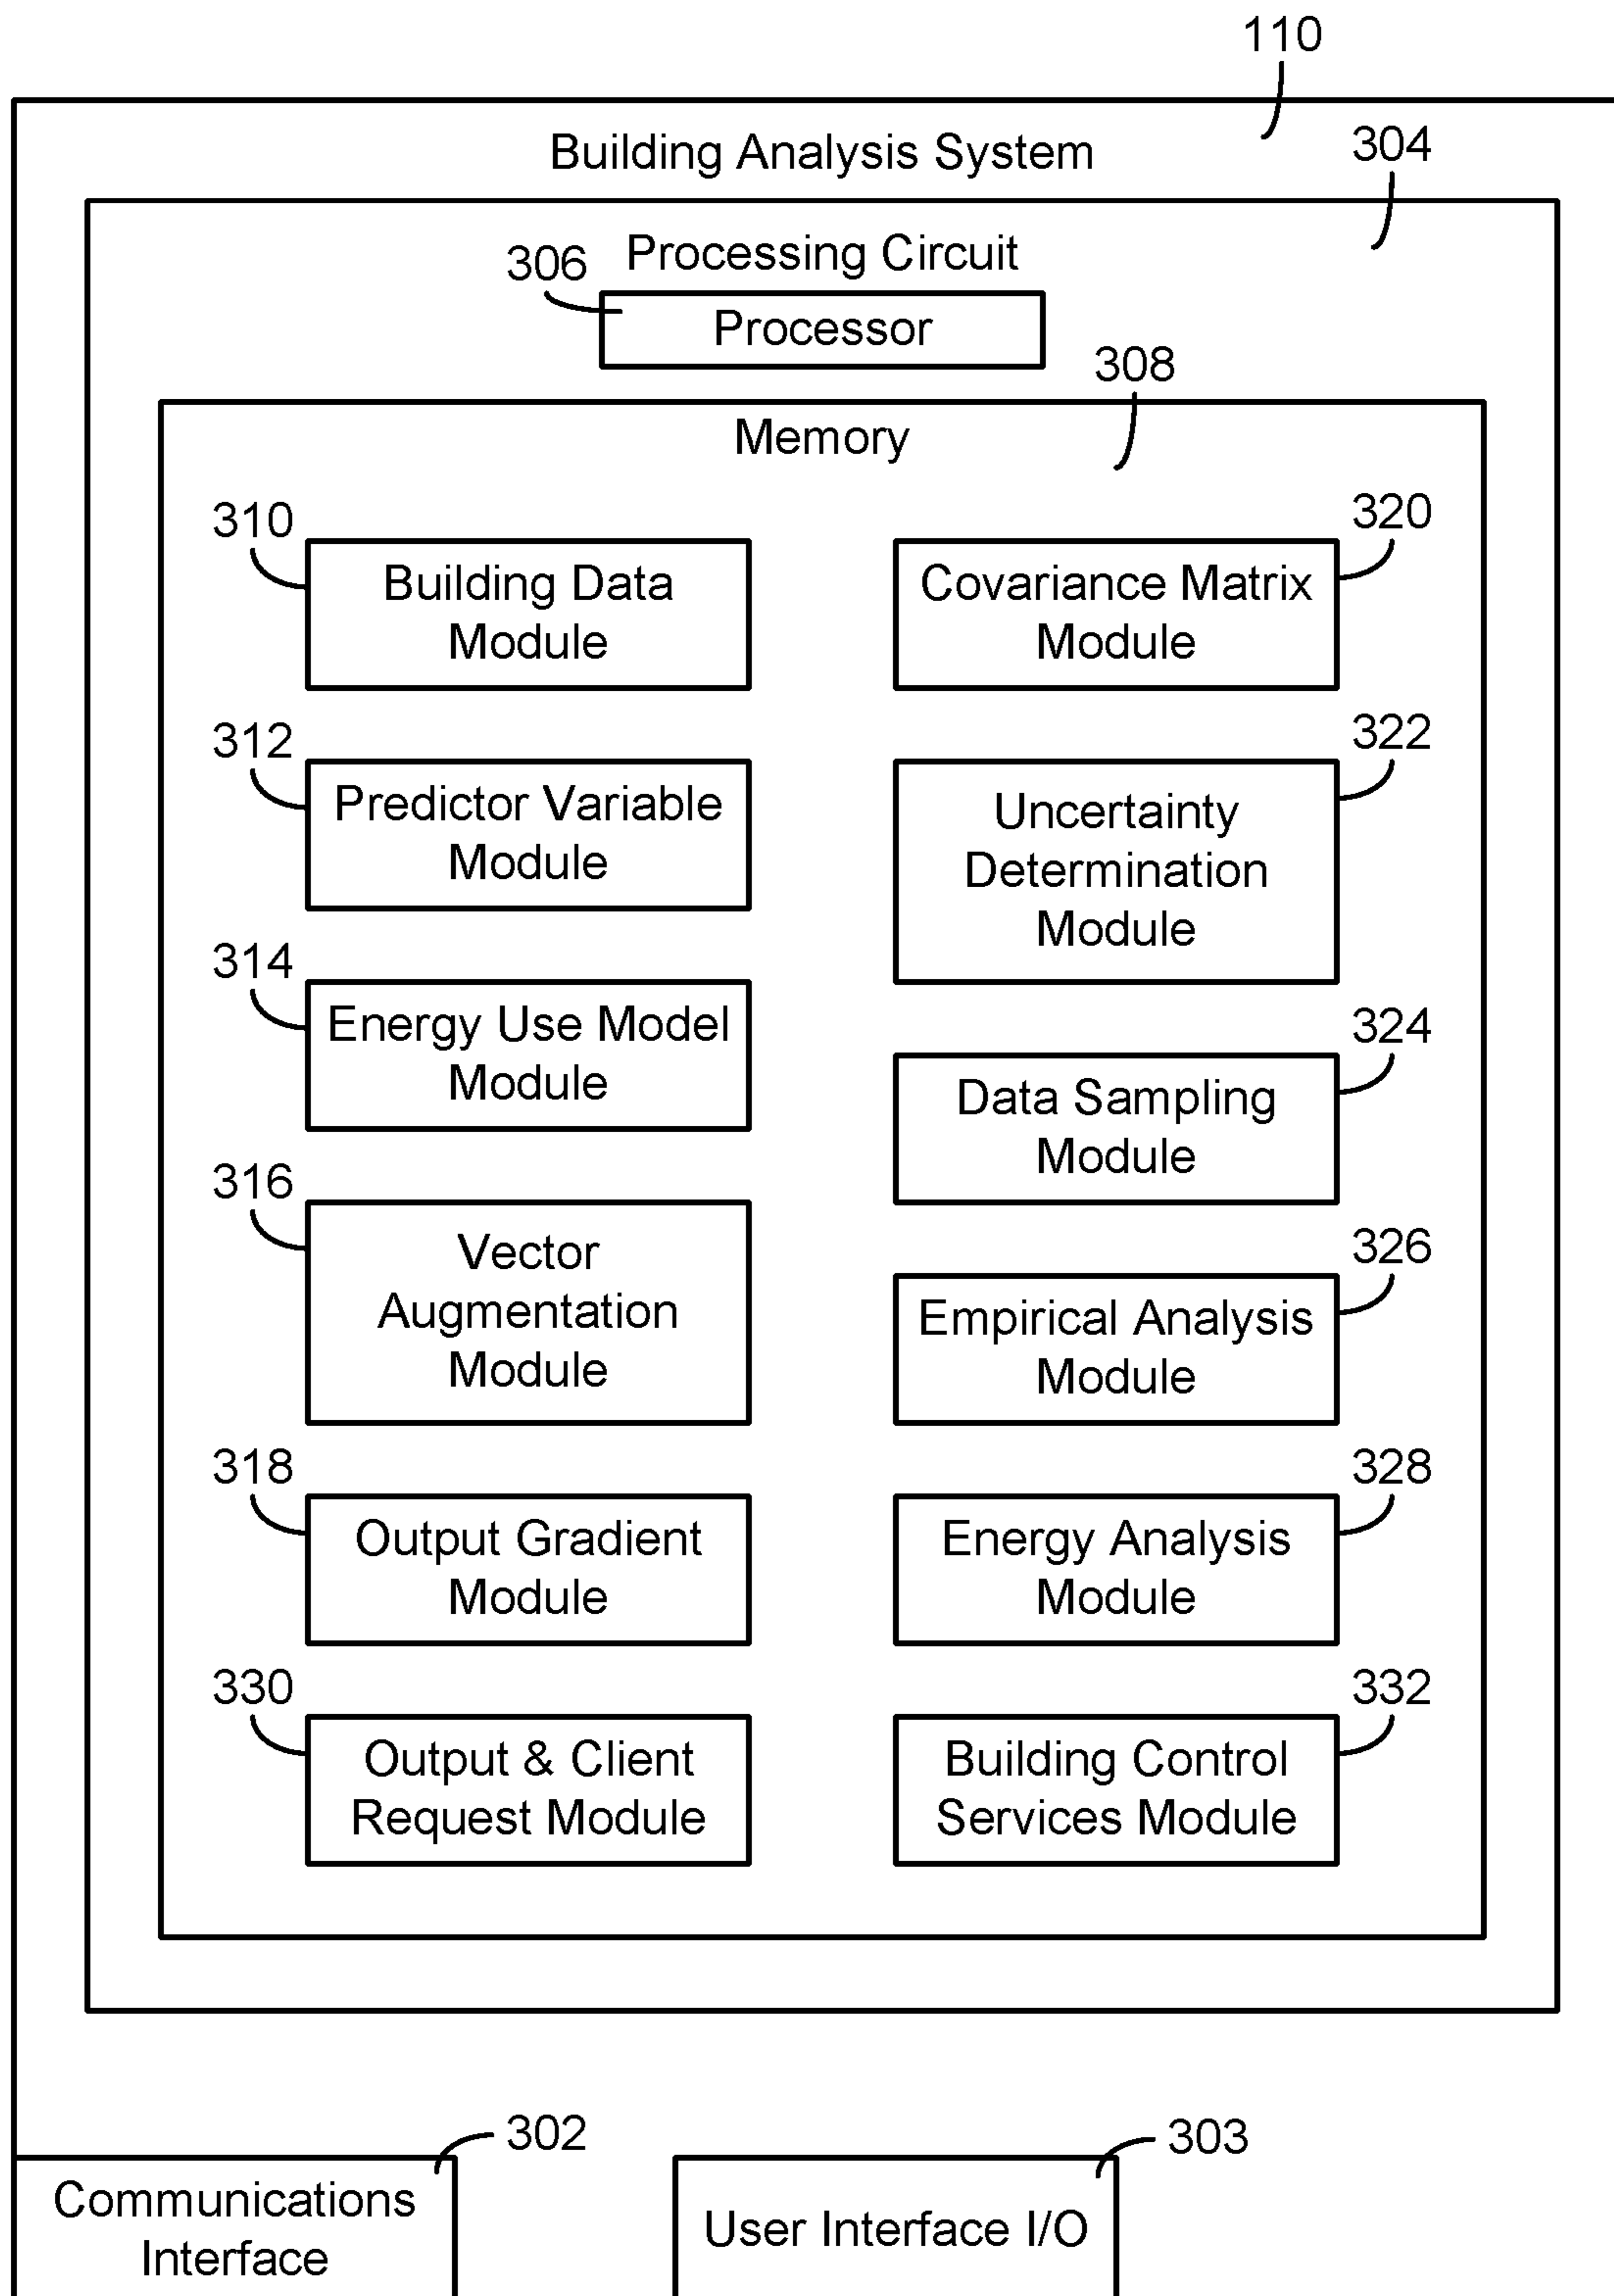 110
Building Analysis System
304
Processing Circuit
306
Processor
308
Memory
310
Building Data
Module
320
Covariance Matrix
Module
312
Predictor Variable
Module
322
Uncertainty
Determination
Module
314
Energy Use Model
Module
324
Data Sampling
Module
316
Vector
Augmentation
Module
326
Empirical Analysis
Module
318
Output Gradient
Module
328
Energy Analysis
Module
330
Output & Client
Request Module
332
Building Control
Services Module
302
Communications
Interface
303
User Interface I/O